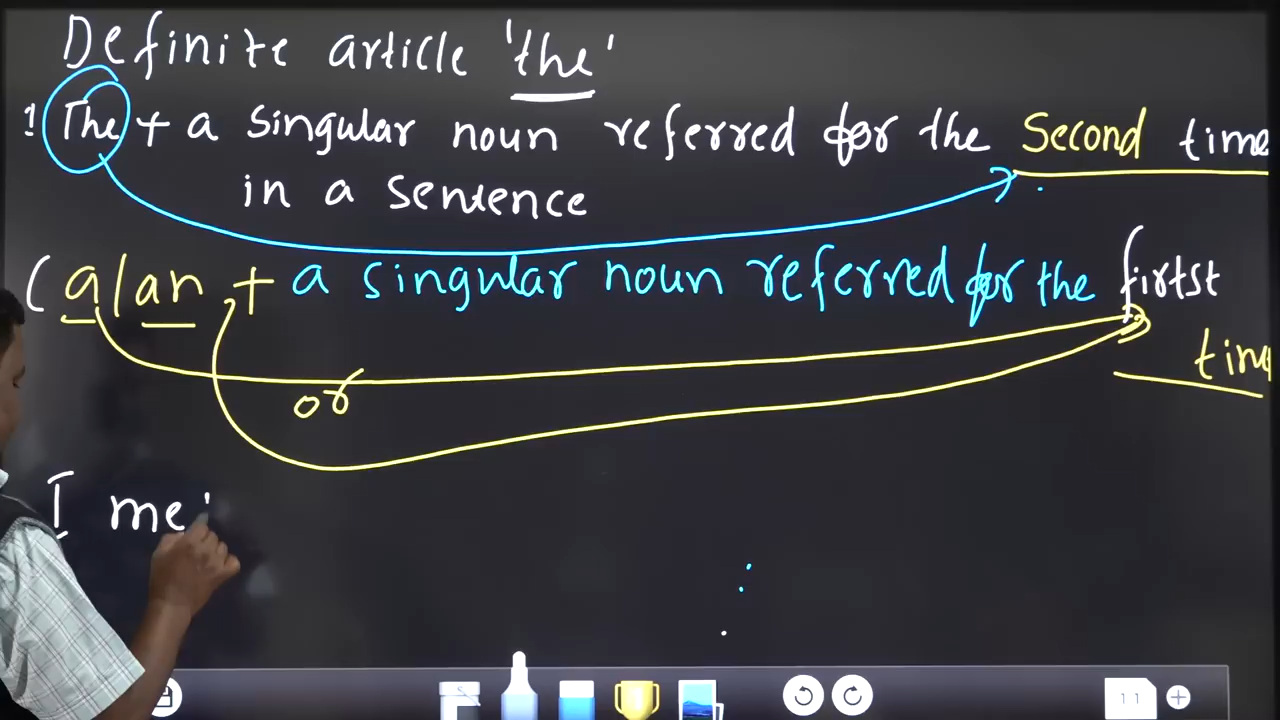 Definite article 'the'
1 The + a singular noun referred for the Second time
in a sentence
(a/an + a singular noun referred for the firtst
time
or
I me
11